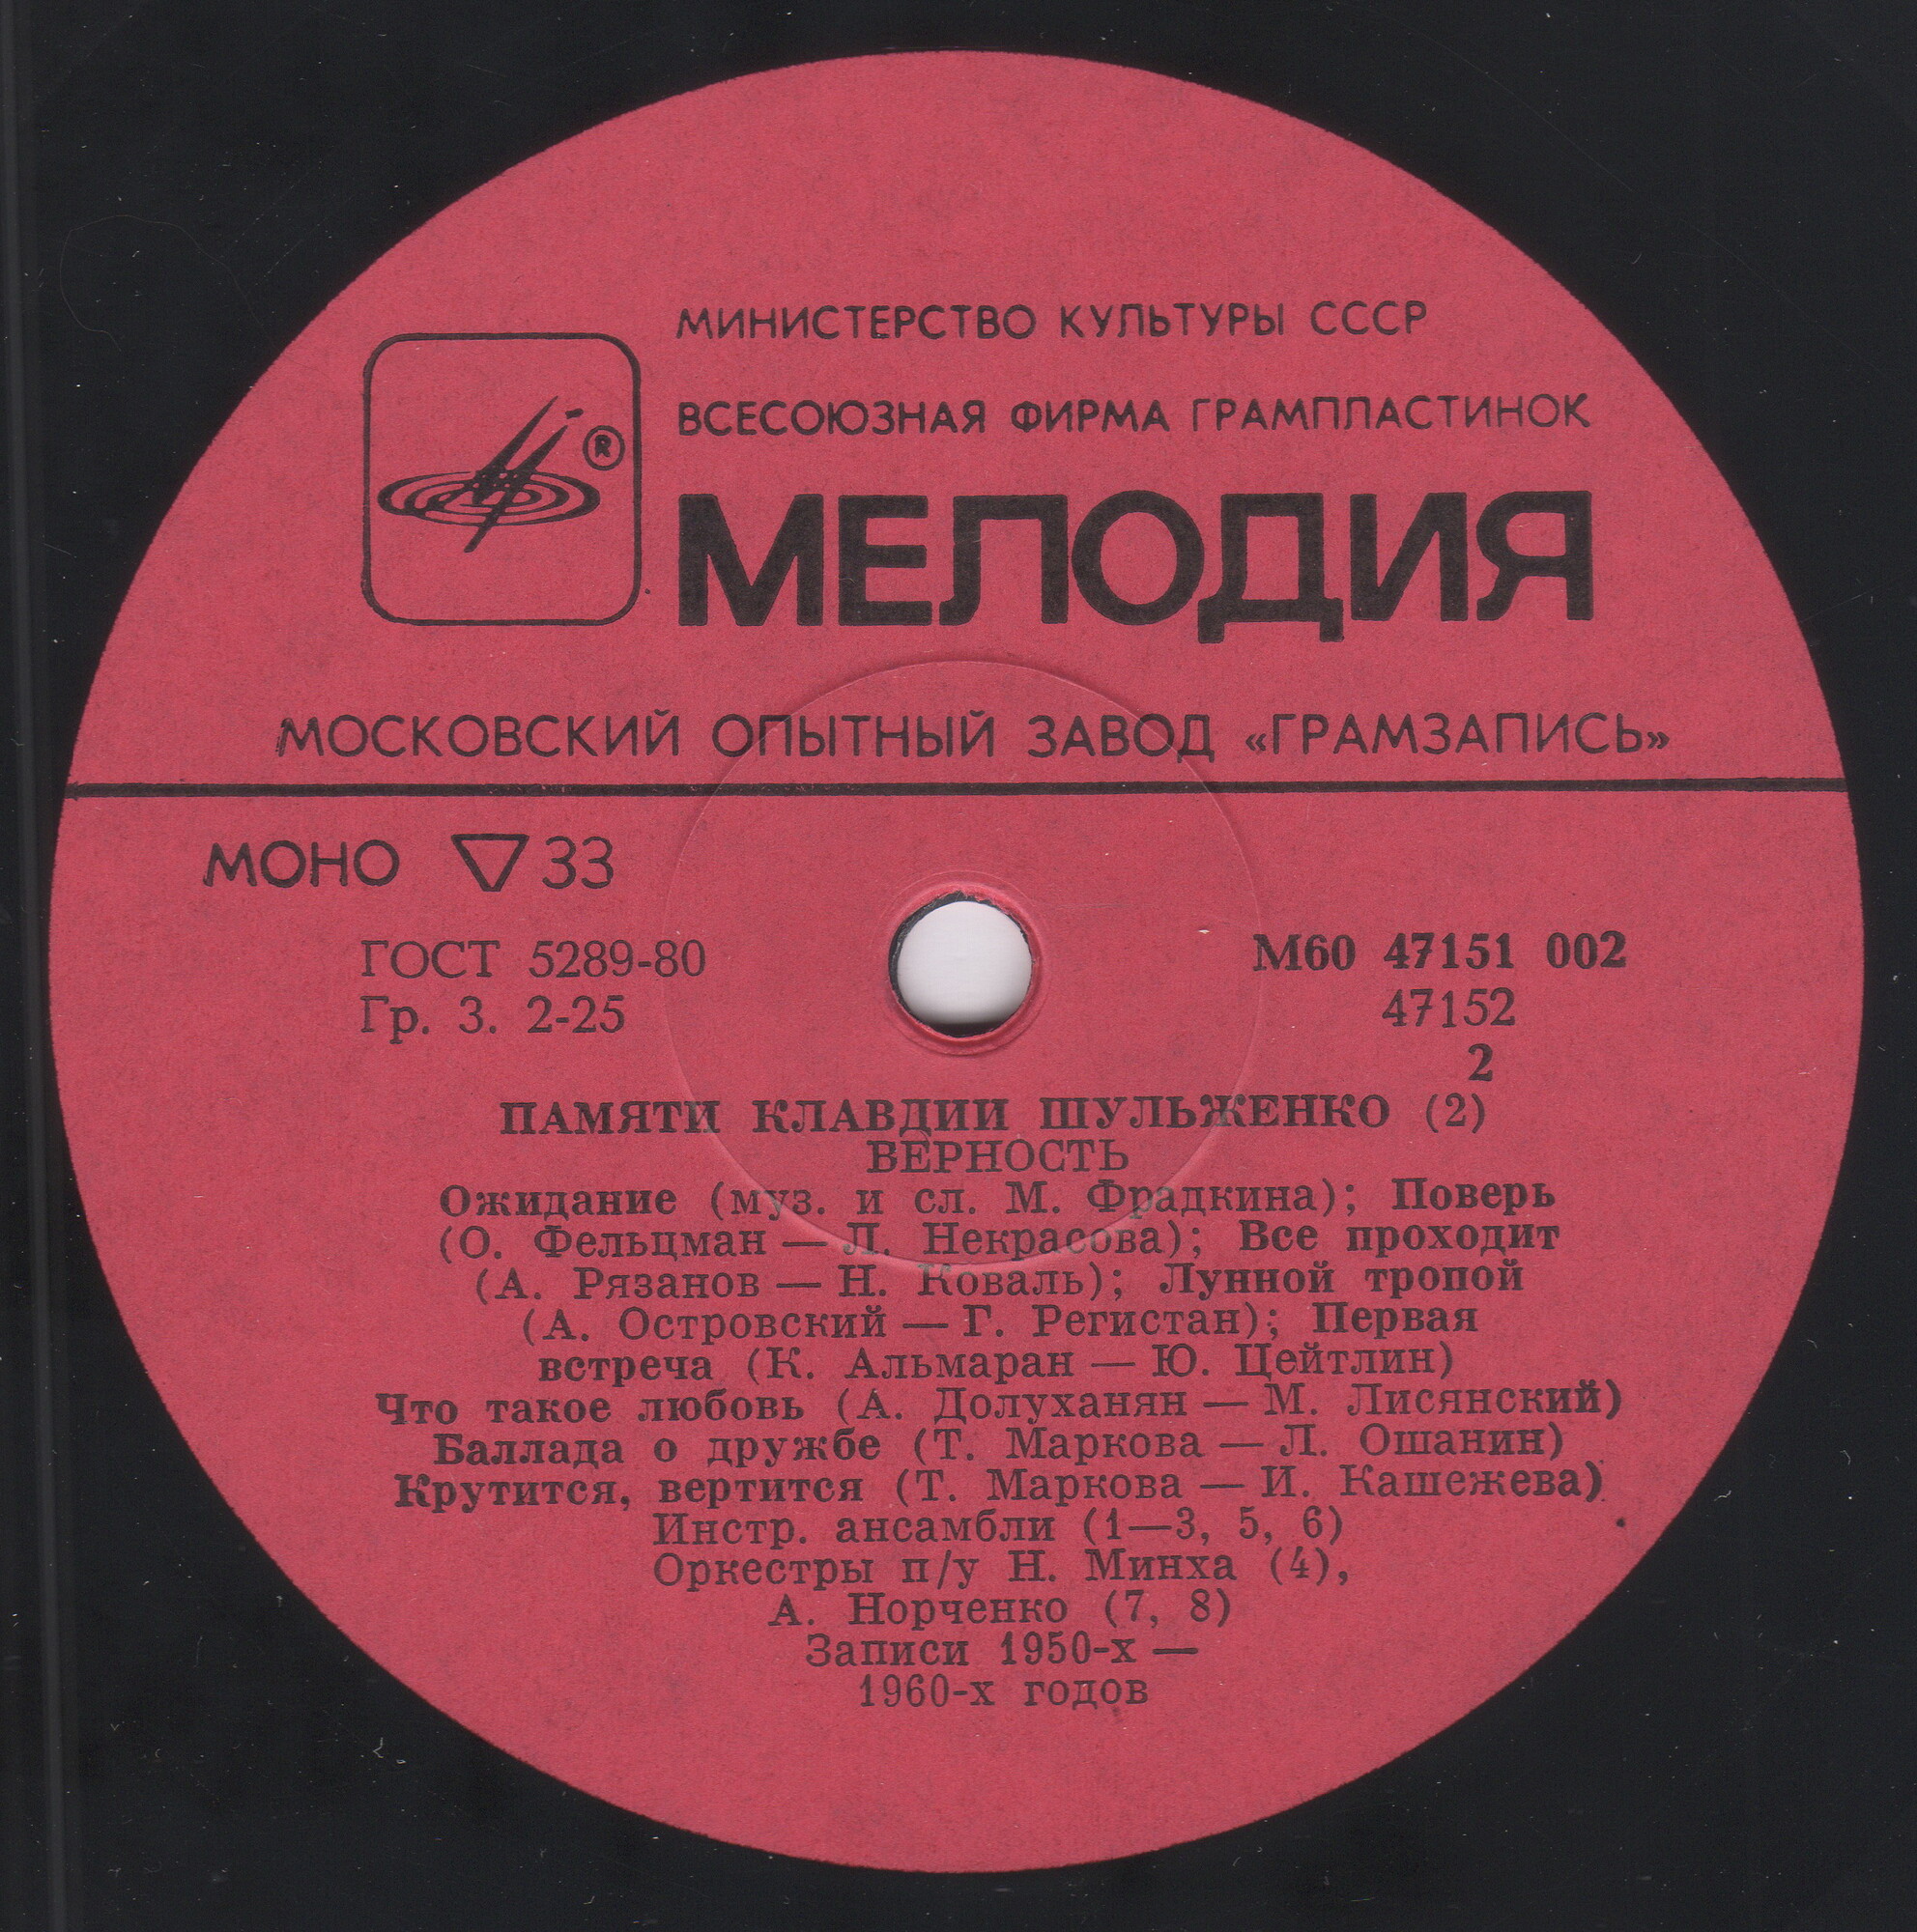 МИНИСТЕРСТВО КУЛЬТУРЫ СССР
ВСЕСОЮЗНАЯ ФИРМА ГРАМПЛАСТИНОК
®
МЕЛОДИЯ
МОСКОВСКИЙ ОПЫТНЫЙ ЗАВОД «ГРАМЗАПИСЬ»
МОНО ▽ 33
ГОСТ 5289-80
Гр. 3. 2-25
М60 47151 002
47152
2
ПАМЯТИ КЛАВДИИ ШУЛЬЖЕНКО (2)
ВЕРНОСТЬ
Ожидание (муз. и сл. М. Фрадкина); Поверь
(О. Фельцман — Л. Некрасова); Все проходит
(А. Рязанов — Н. Коваль); Лунной тропой
(А. Островский — Г. Регистан); Первая
встреча (К. Альмаран — Ю. Цейтлин)
Что такое любовь (А. Долуханян — М. Лисянский)
Баллада о дружбе (Т. Маркова — Л. Ошанин)
Крутится, вертится (Т. Маркова — И. Кашежева)
Инстр. ансамбли (1—3, 5, 6)
Оркестры п/у Н. Минха (4),
А. Норченко (7, 8)
Записи 1950-х —
1960-х годов